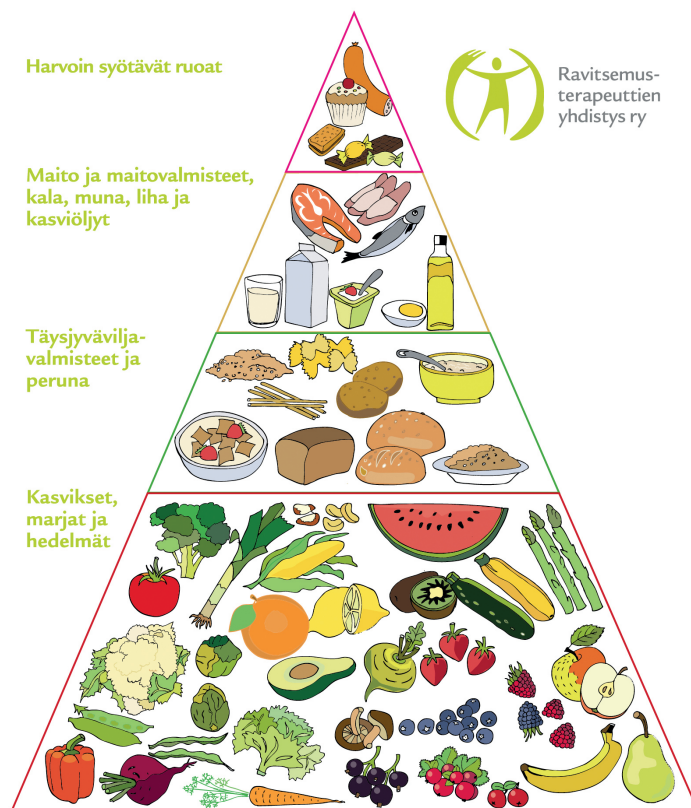 Harvoin syötävät ruoat
Ravitsemus-
terapeuttien
yhdistys ry
Maito ja maitovalmisteet,
kala, muna, liha ja
kasviöljyt
Täysjyvävilja-
valmisteet ja
peruna
Kasvikset,
marjat ja
hedelmät